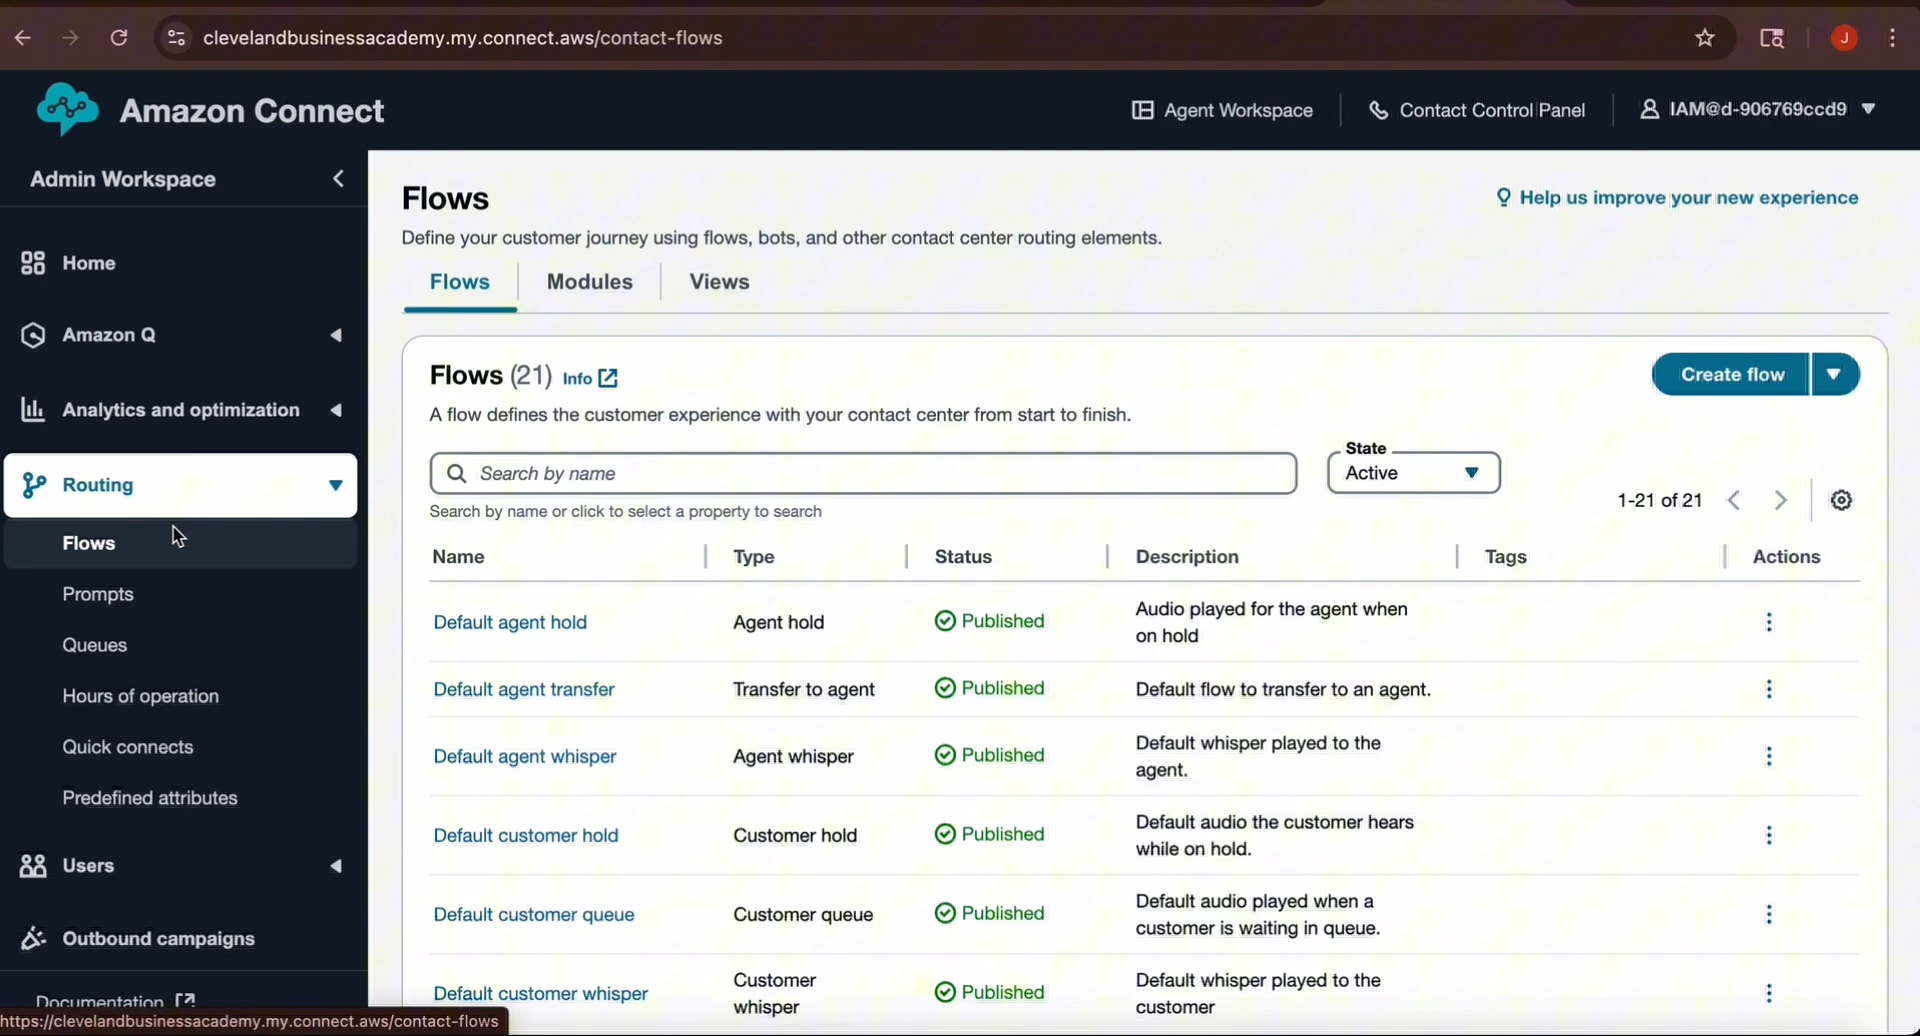 clevelandbusinessacademy.my.connect.aws/contact-flows
J
Amazon Connect
Agent Workspace
Contact Control Panel
IAM@d-906769ccd9
Admin Workspace
Home
Amazon Q
Analytics and optimization
Routing
Flows
Prompts
Queues
Hours of operation
Quick connects
Predefined attributes
Users
Outbound campaigns
Documentation
https://clevelandbusinessacademy.my.connect.aws/contact-flows
Flows
Help us improve your new experience
Define your customer journey using flows, bots, and other contact center routing elements.
Flows Modules Views
Flows (21) Info
Create flow
A flow defines the customer experience with your contact center from start to finish.
Search by name
State
Active
Search by name or click to select a property to search
1-21 of 21
Name Type Status Description Tags Actions
Default agent hold Agent hold Published Audio played for the agent when
on hold
Default agent transfer Transfer to agent Published Default flow to transfer to an agent.
Default agent whisper Agent whisper Published Default whisper played to the
agent.
Default customer hold Customer hold Published Default audio the customer hears
while on hold.
Default customer queue Customer queue Published Default audio played when a
customer is waiting in queue.
Default customer whisper Customer
whisper Published Default whisper played to the
customer